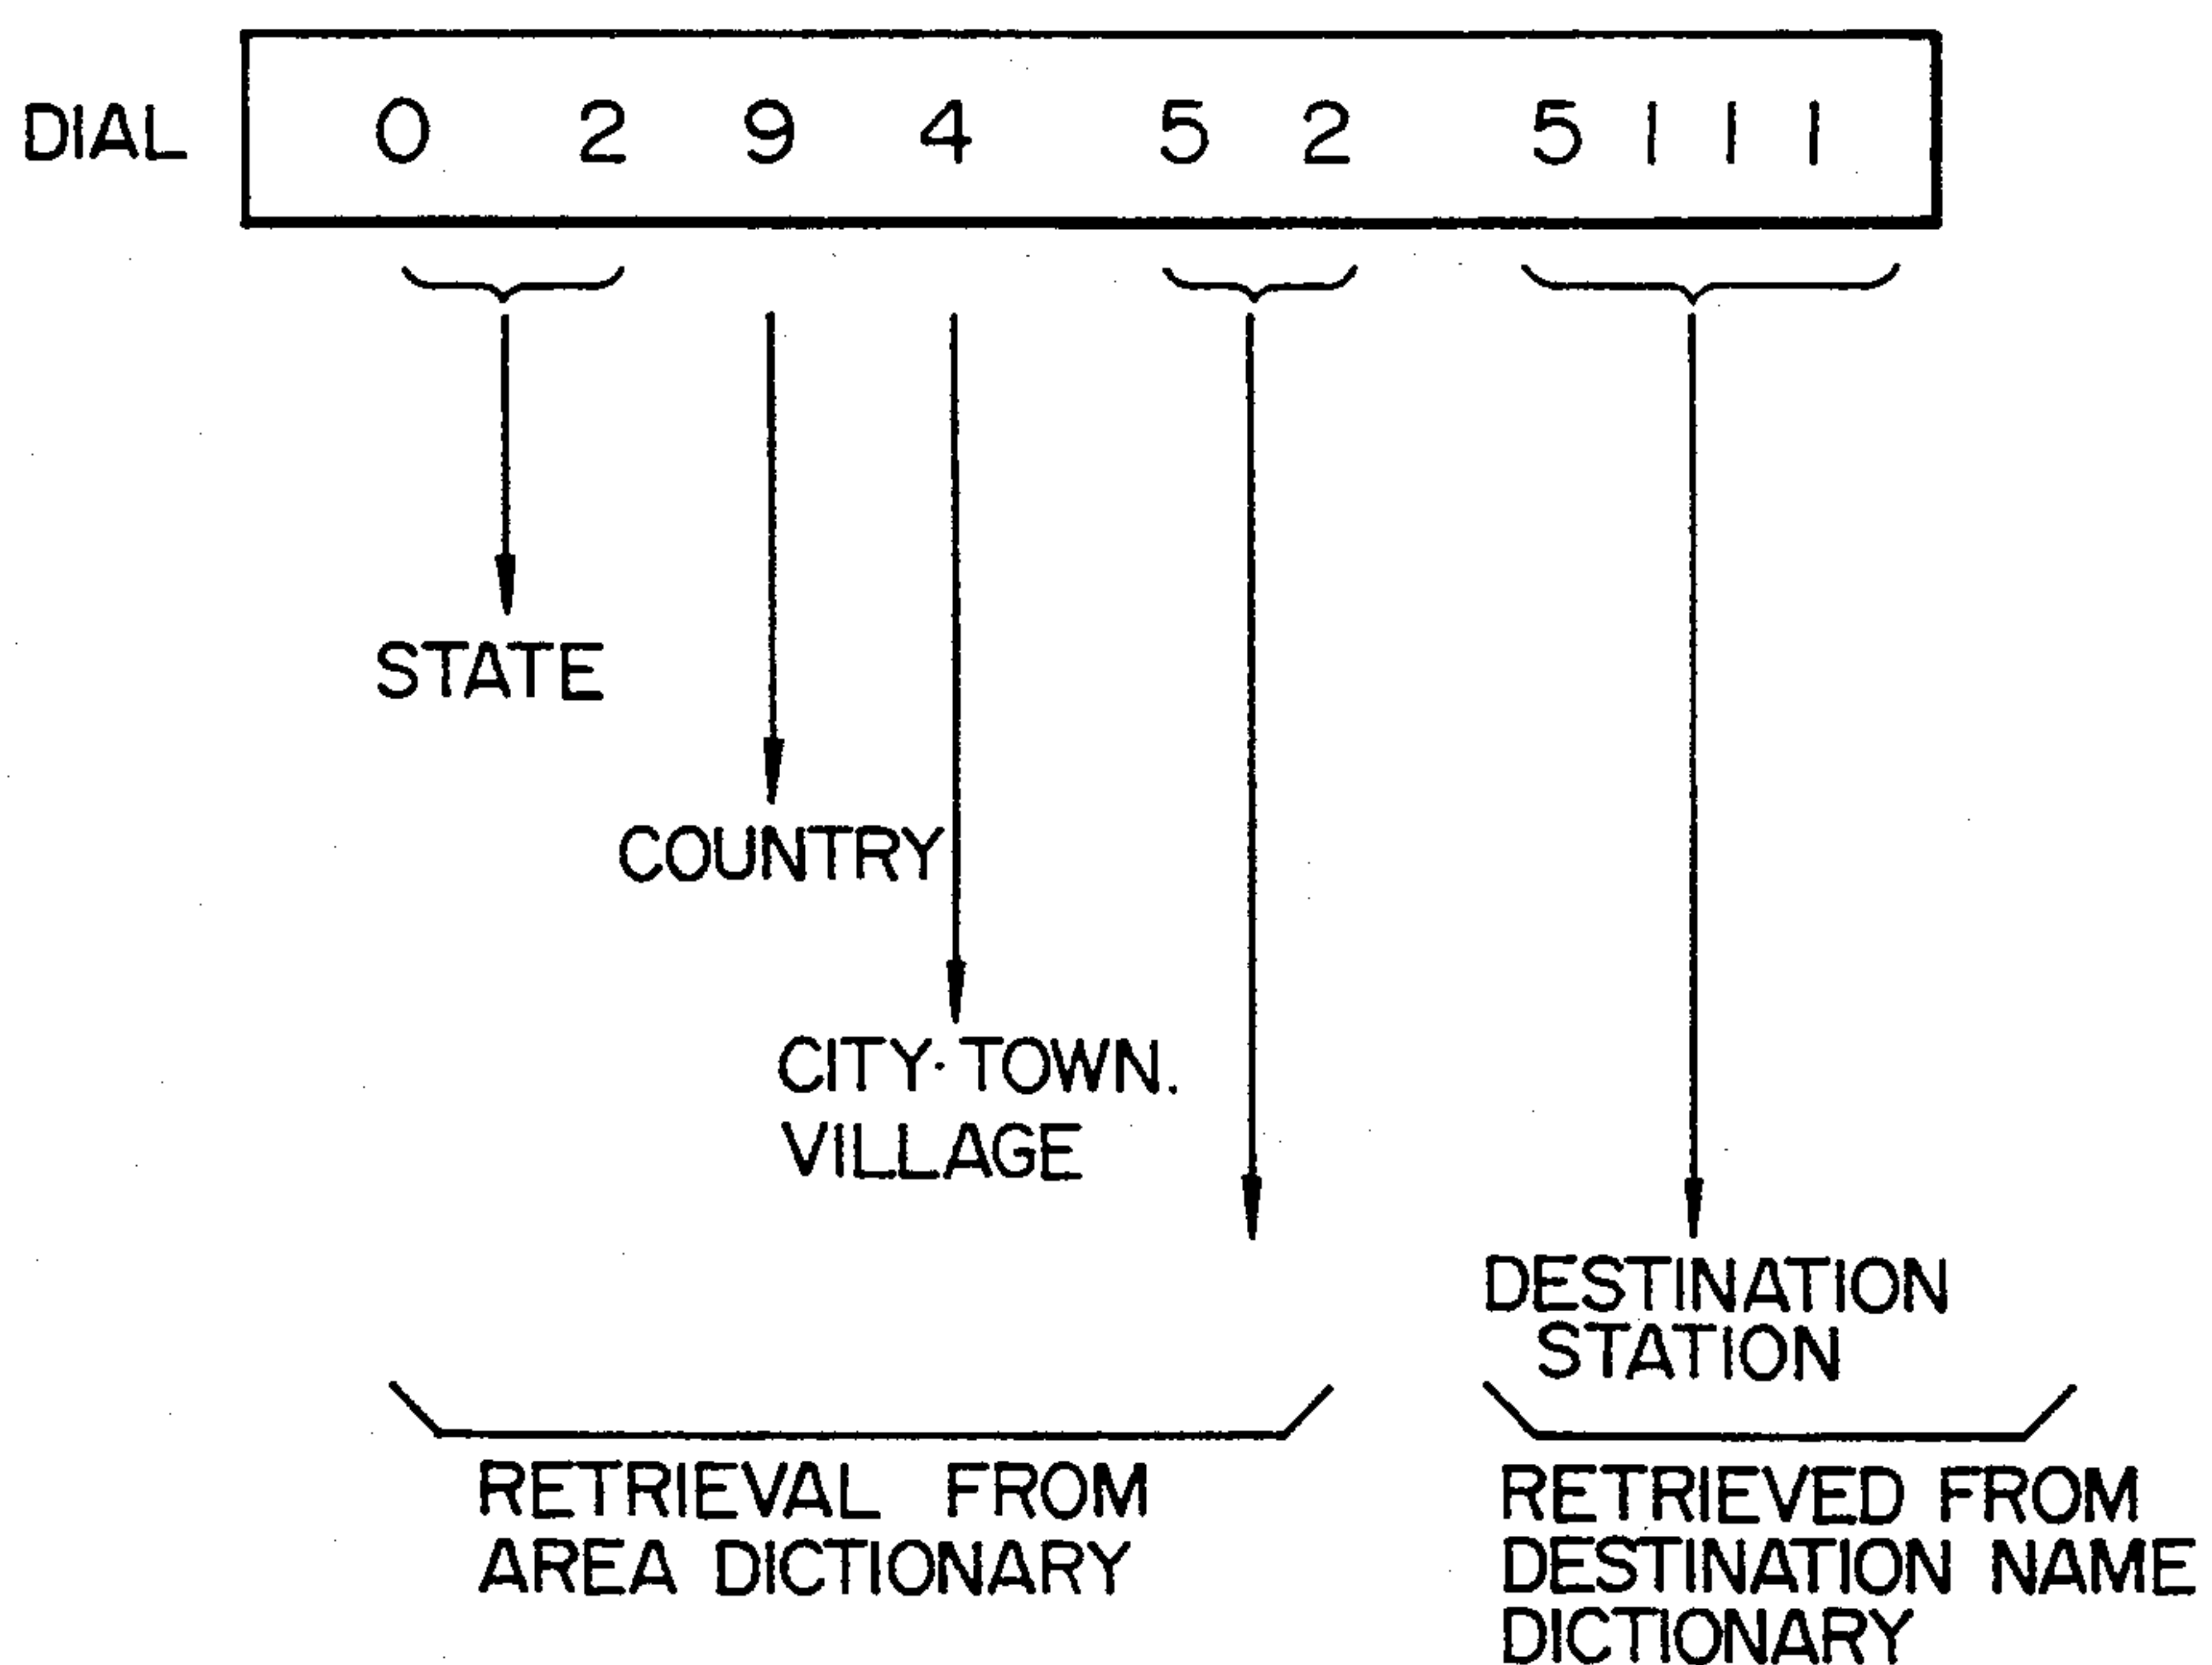 DIAL 0 2 9 4 5 2 5 1 1 1
STATE
COUNTRY
CITY·TOWN.
VILLAGE
DESTINATION
STATION
RETRIEVAL FROM
AREA DICTIONARY
RETRIEVED FROM
DESTINATION NAME
DICTIONARY